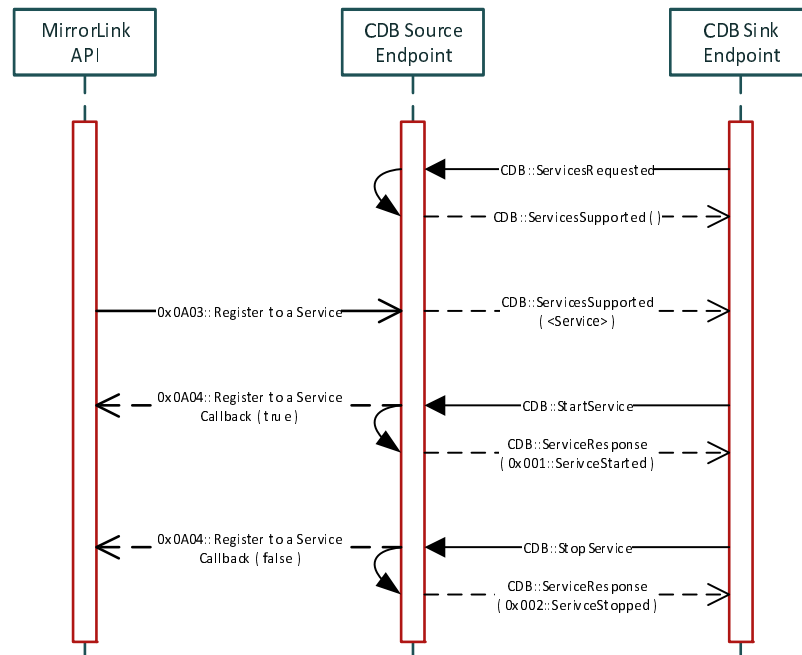 MirrorLink
API
CDB Source
Endpoint
CDB Sink
Endpoint
CDB::ServicesRequested
CDB::ServicesSupported ( )
0x0A03:: Register to a Service
CDB::ServicesSupported
( <Service> )
0x0A04:: Register to a Service
Callback ( true )
CDB::StartService
CDB::ServiceResponse
( 0x001::SerivceStarted )
0x0A04:: Register to a Service
Callback ( false )
CDB::StopService
CDB::ServiceResponse
( 0x002::SerivceStopped )